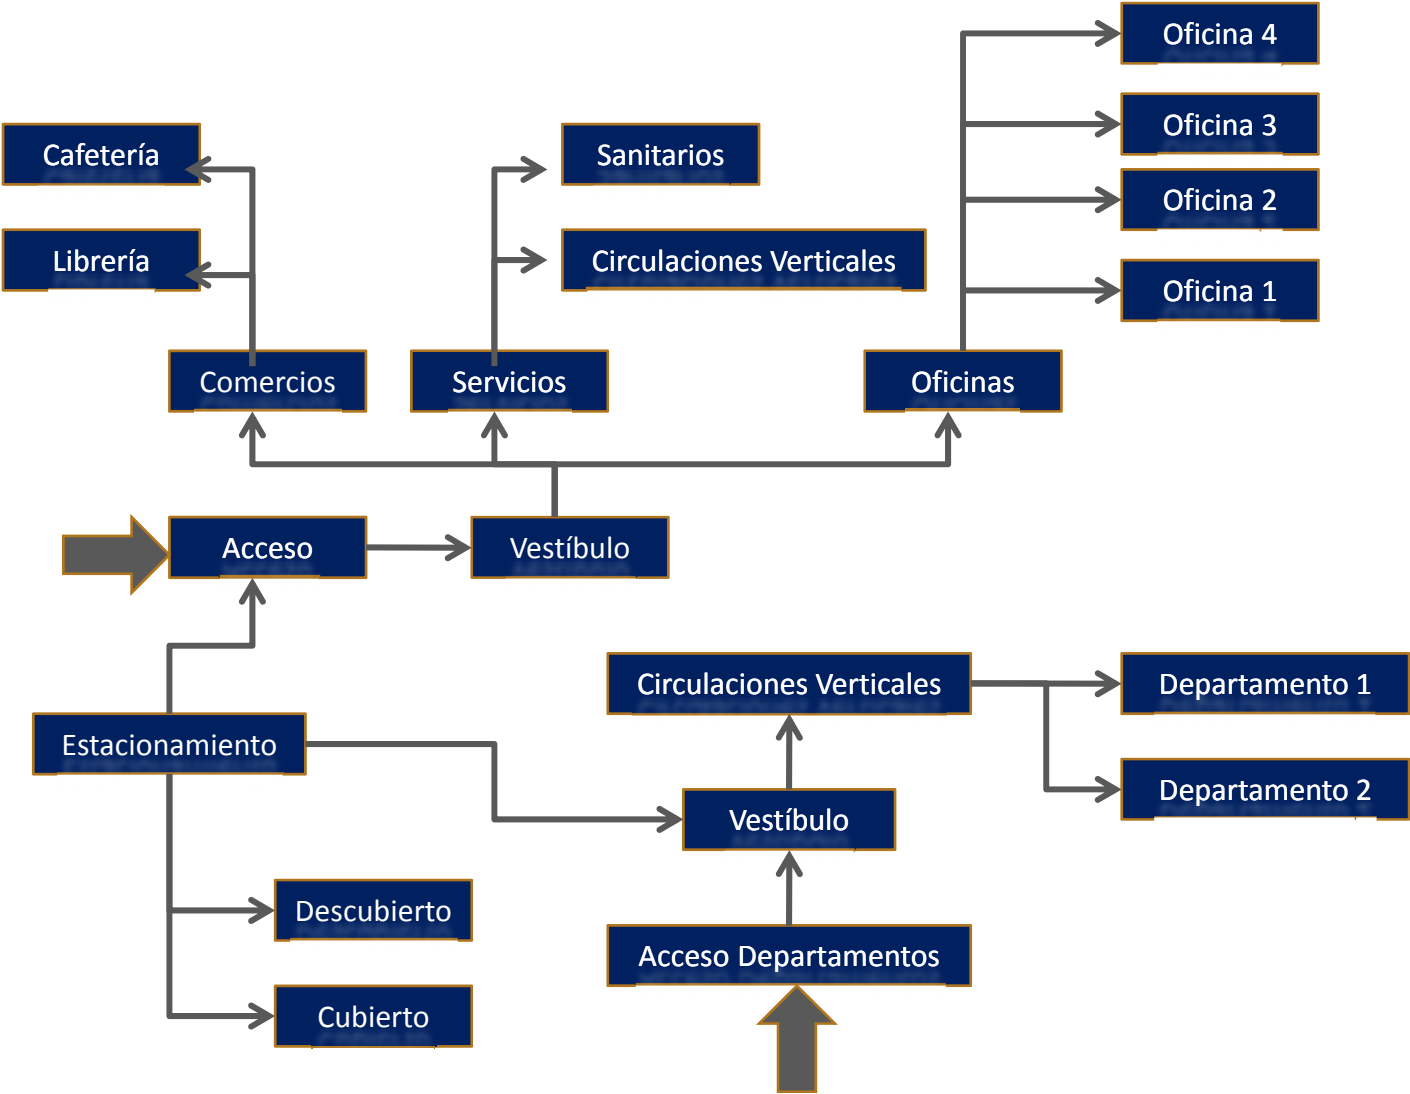 Oficina 4
Oficina 3
Cafetería
Sanitarios
Oficina 2
Librería
Circulaciones Verticales
Oficina 1
Comercios
Servicios
Oficinas
Acceso
Vestíbulo
Circulaciones Verticales
Departamento 1
Estacionamiento
Departamento 2
Vestíbulo
Descubierto
Acceso Departamentos
Cubierto